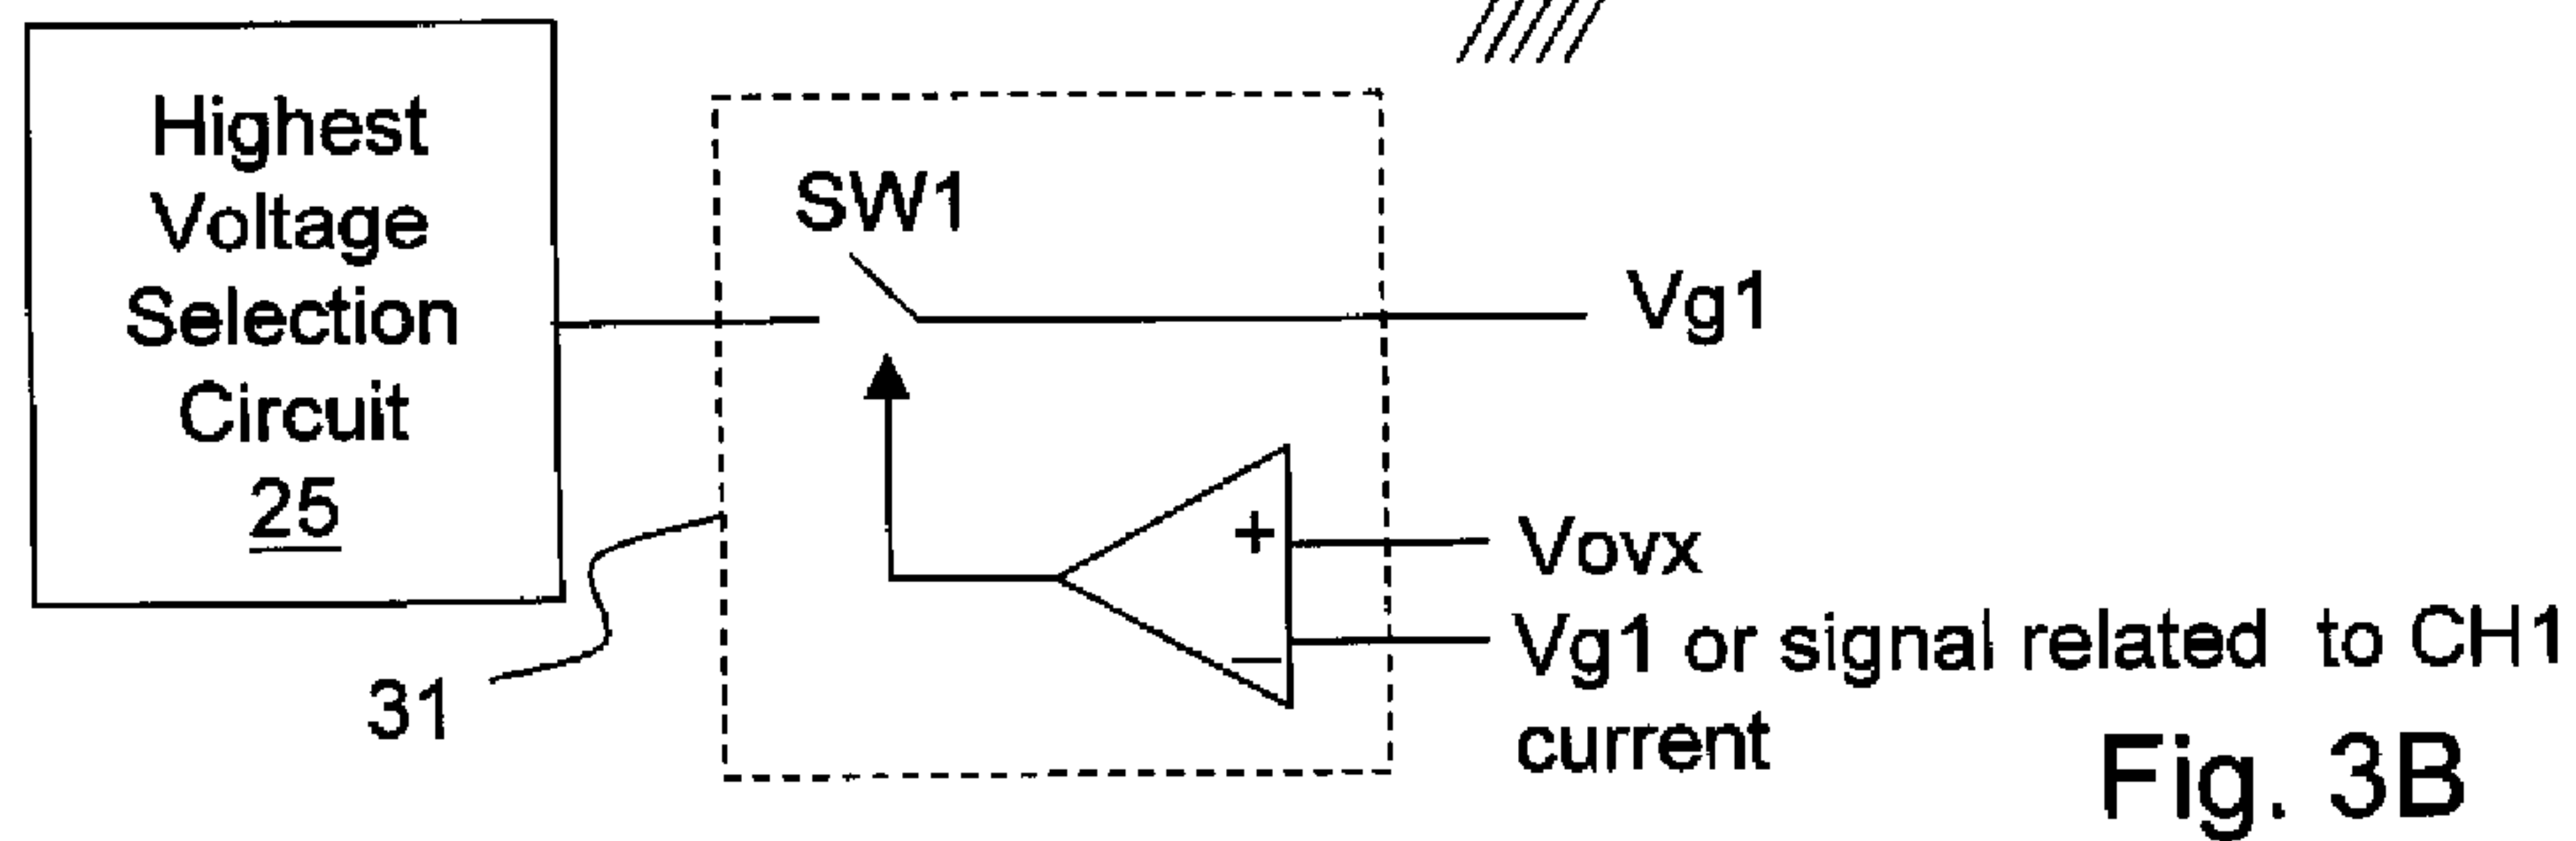 Highest
Voltage
Selection
Circuit
25
SW1
Vg1
+
Vovx
−
Vg1 or signal related to CH1
current
31
Fig. 3B